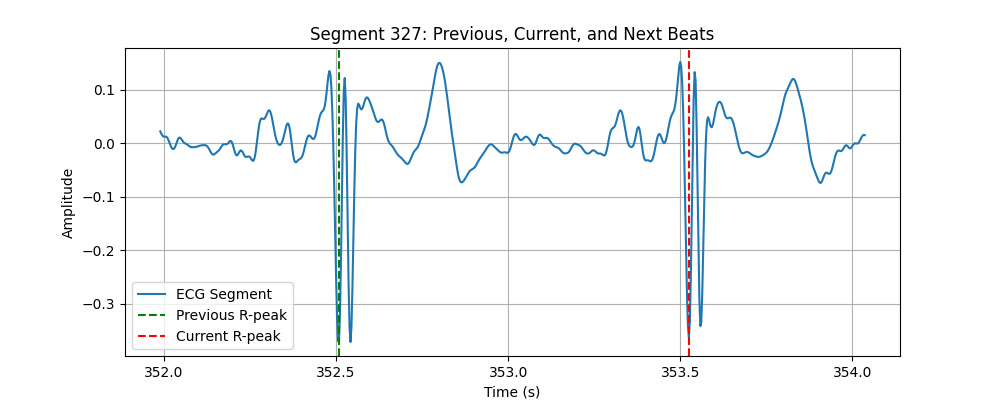 Segment 327: Previous, Current, and Next Beats
Amplitude
0.1
0.0
−0.1
−0.2
−0.3
ECG Segment
Previous R-peak
Current R-peak
352.0 352.5 353.0 353.5 354.0
Time (s)